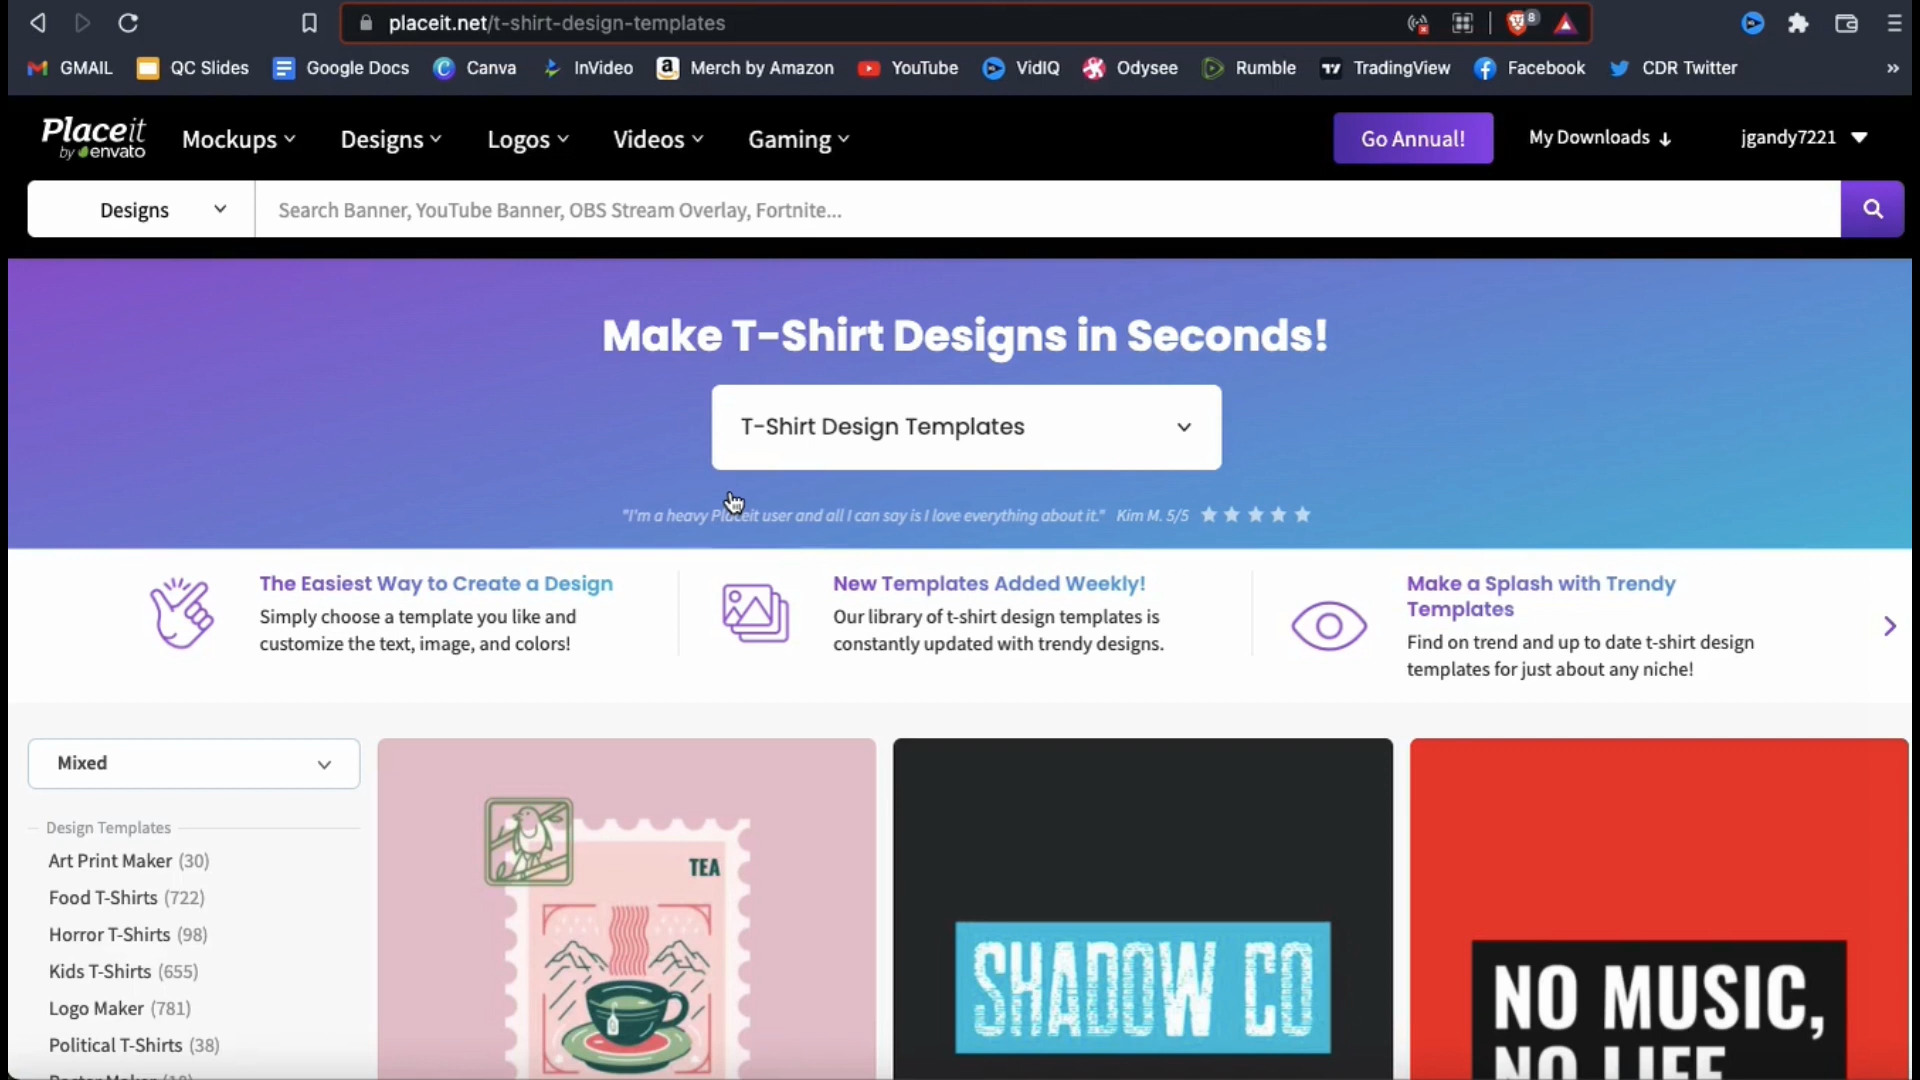 placeit.net/t-shirt-design-templates
8
GMAIL
QC Slides
Google Docs
Canva
InVideo
Merch by Amazon
YouTube
VidIQ
Odysee
Rumble
TradingView
Facebook
CDR Twitter
»
Placeit
by envato
Mockups
Designs
Logos
Videos
Gaming
Go Annual!
My Downloads
jgandy7221
Designs
Search Banner, YouTube Banner, OBS Stream Overlay, Fortnite...
Make T-Shirt Designs in Seconds!
T-Shirt Design Templates
"I'm a heavy Placeit user and all I can say is I love everything about it." Kim M. 5/5
The Easiest Way to Create a Design
Simply choose a template you like and
customize the text, image, and colors!
New Templates Added Weekly!
Our library of t-shirt design templates is
constantly updated with trendy designs.
Make a Splash with Trendy
Templates
Find on trend and up to date t-shirt design
templates for just about any niche!
Mixed
Design Templates
Art Print Maker (30)
Food T-Shirts (722)
Horror T-Shirts (98)
Kids T-Shirts (655)
Logo Maker (781)
Political T-Shirts (38)
TEA
SHADOW CO
NO MUSIC,
NO LIFE